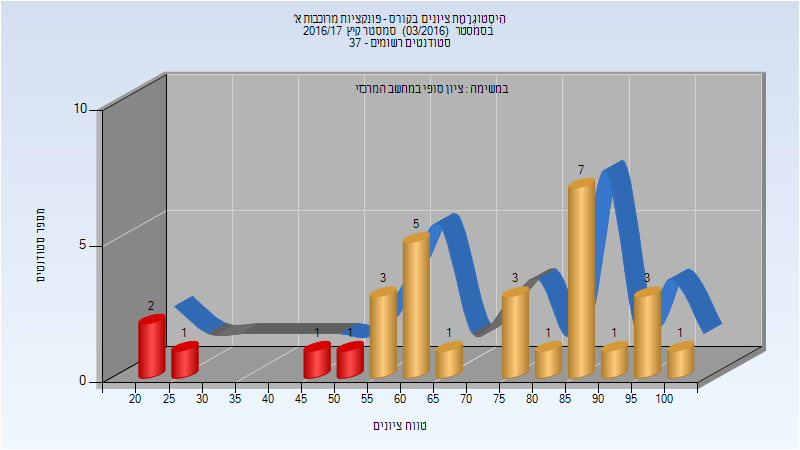 היסטוגרמת ציונים בקורס - פונקציות מרוכבות א'
בסמסטר (03/2016) סמסטר קיץ 2016/17
סטודנטים רשומים - 37
במשימה : ציון סופי במחשב המרכזי
מספר סטודנטים
10
5
0
2
1
1
1
3
5
1
3
1
7
1
3
1
20 25 30 35 40 45 50 55 60 65 70 75 80 85 90 95 100
טווח ציונים